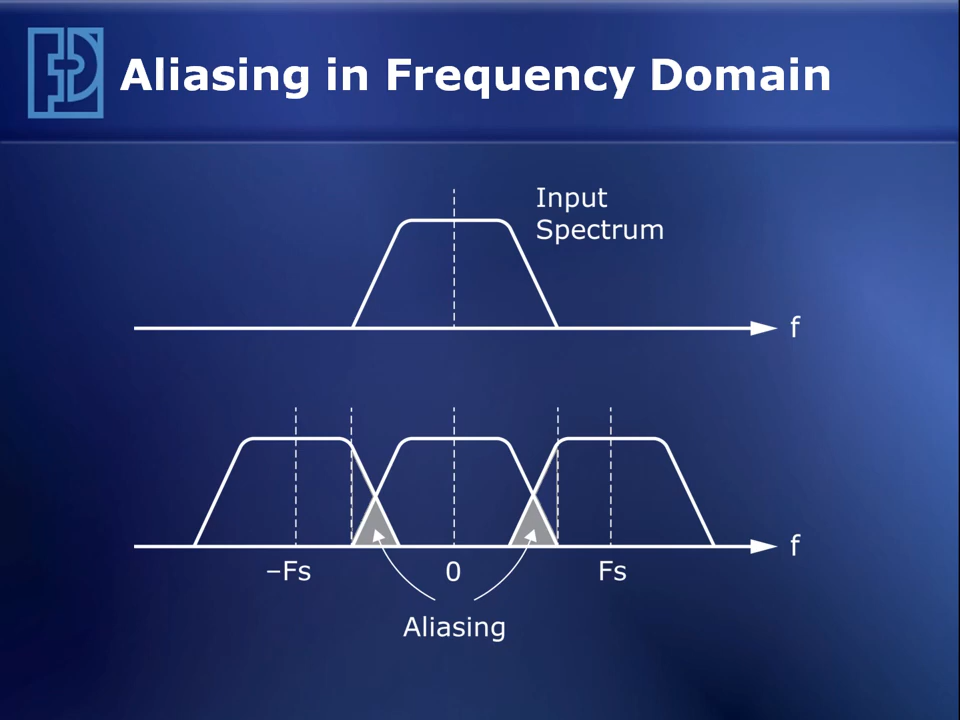 Aliasing in Frequency Domain
Input
Spectrum
f
f
–Fs
0
Fs
Aliasing